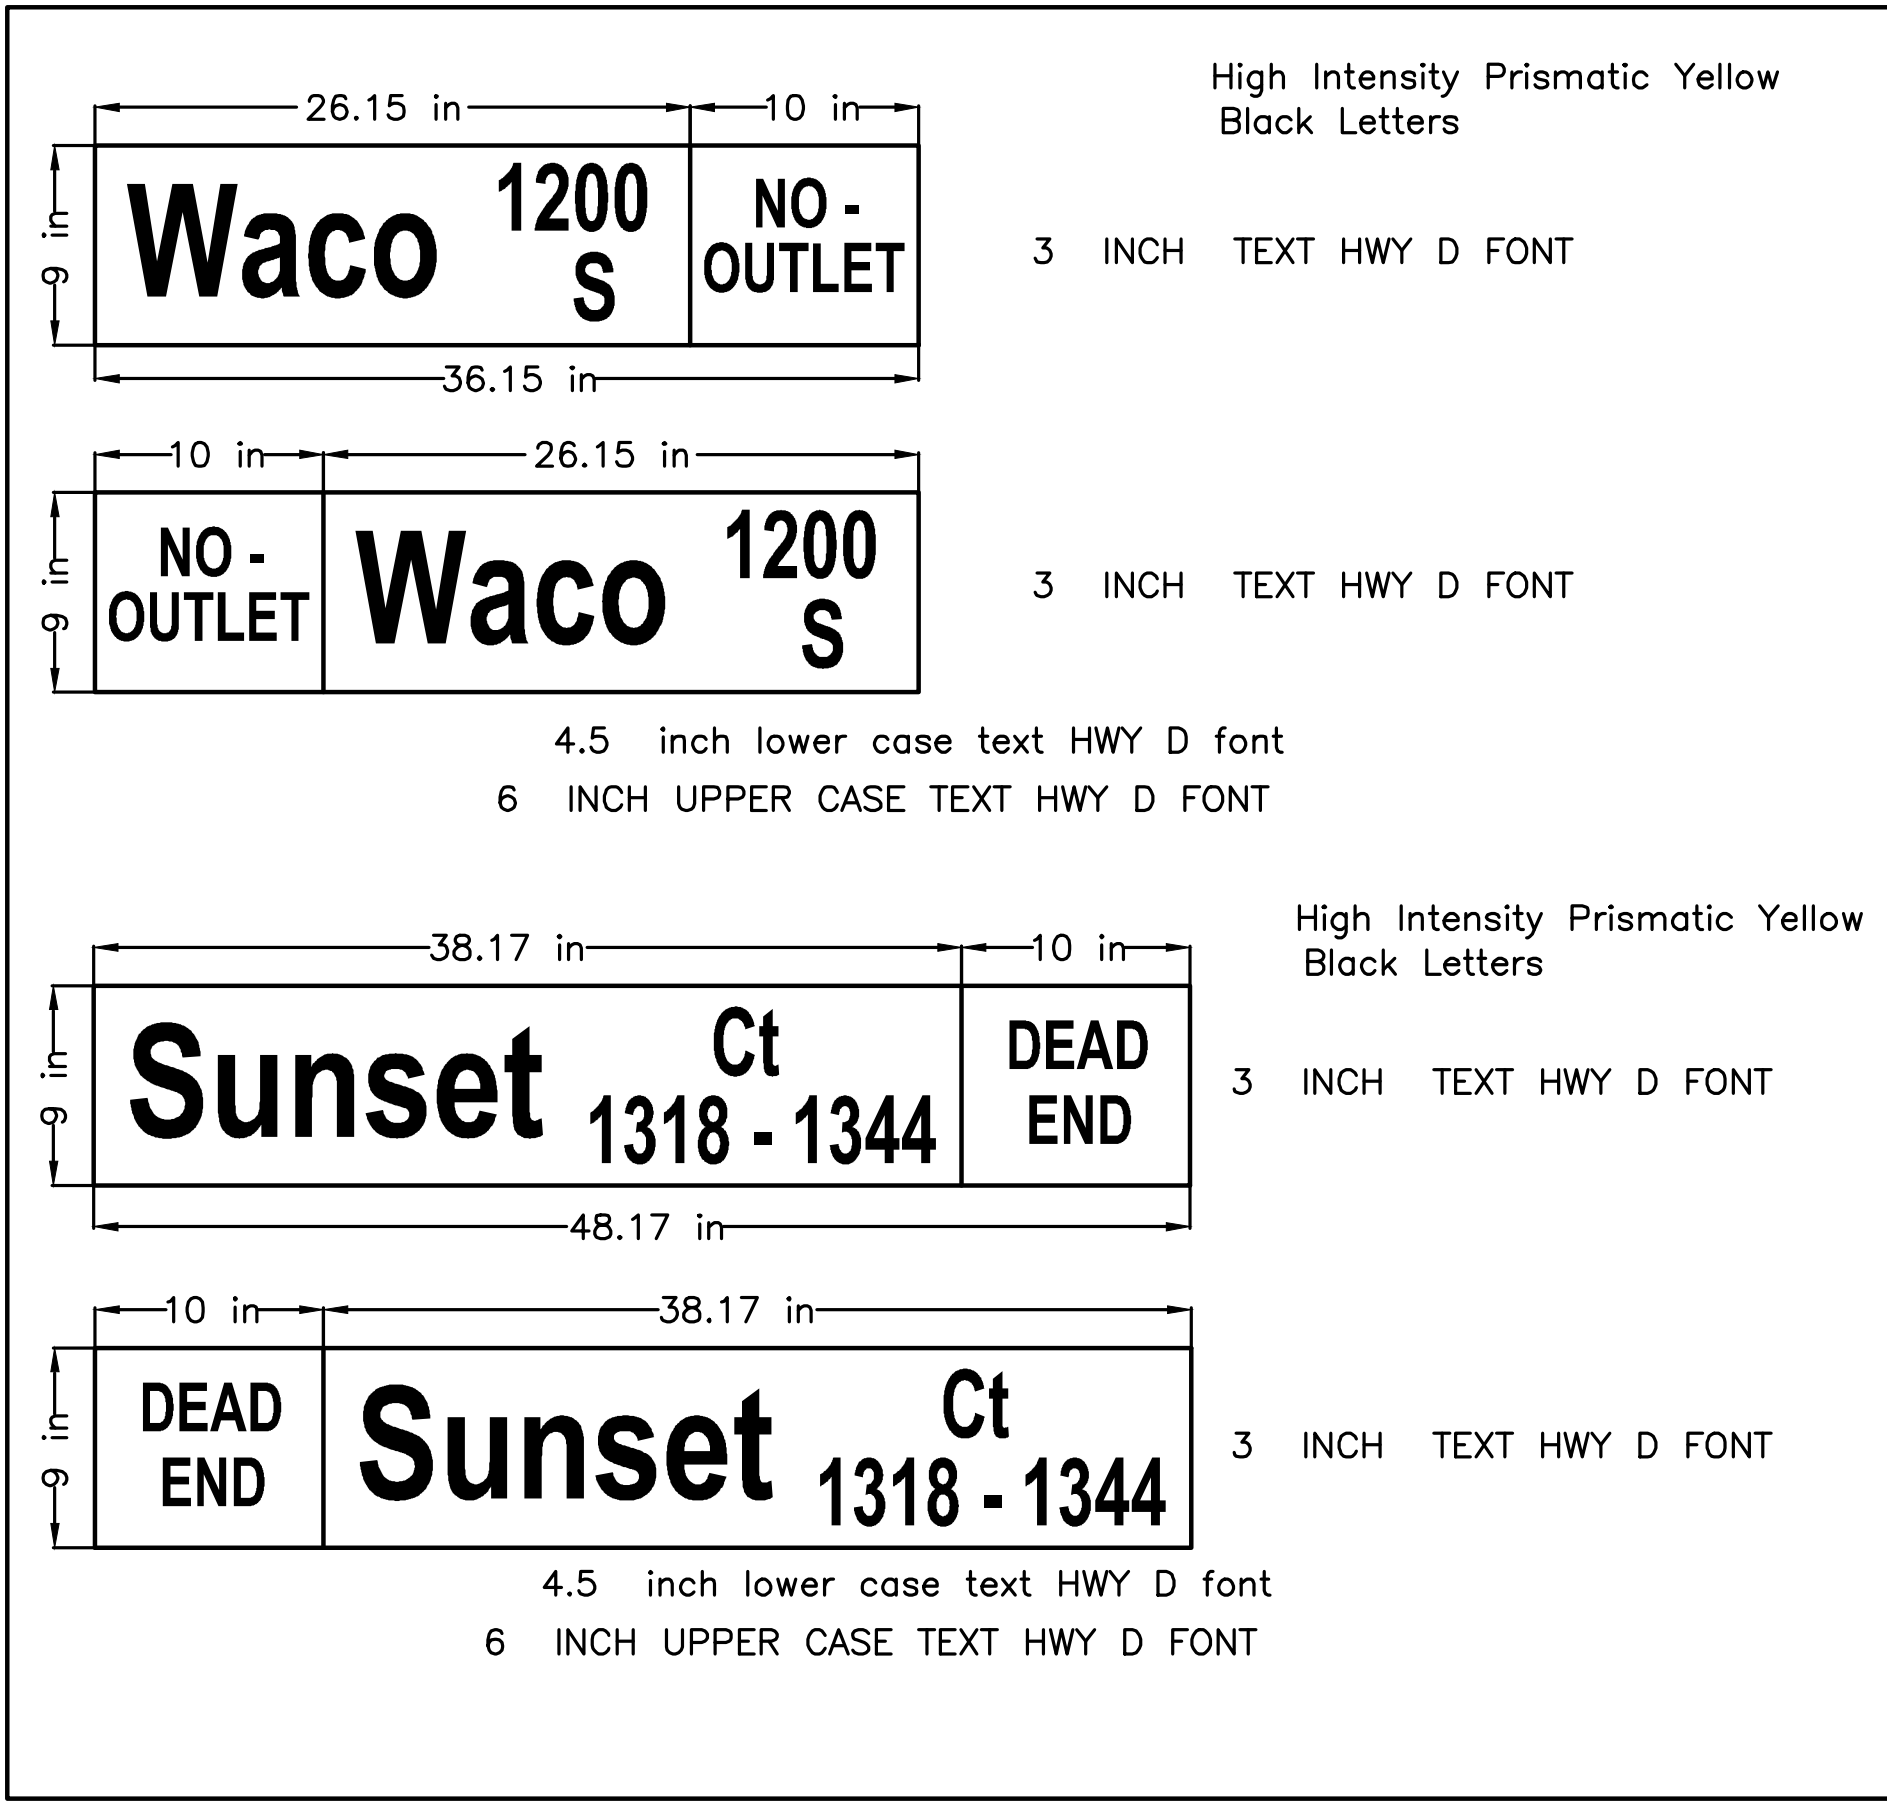 26.15 in 10 in
High Intensity Prismatic Yellow
Black Letters
9 in
Waco 1200 S
NO -
OUTLET
3 INCH TEXT HWY D FONT
36.15 in
10 in 26.15 in
9 in
NO -
OUTLET
Waco 1200 S
3 INCH TEXT HWY D FONT
4.5 inch lower case text HWY D font
6 INCH UPPER CASE TEXT HWY D FONT
38.17 in 10 in
High Intensity Prismatic Yellow
Black Letters
9 in
Sunset Ct
1318 - 1344
DEAD
END
3 INCH TEXT HWY D FONT
48.17 in
10 in 38.17 in
9 in
DEAD
END
Sunset Ct
1318 - 1344
3 INCH TEXT HWY D FONT
4.5 inch lower case text HWY D font
6 INCH UPPER CASE TEXT HWY D FONT